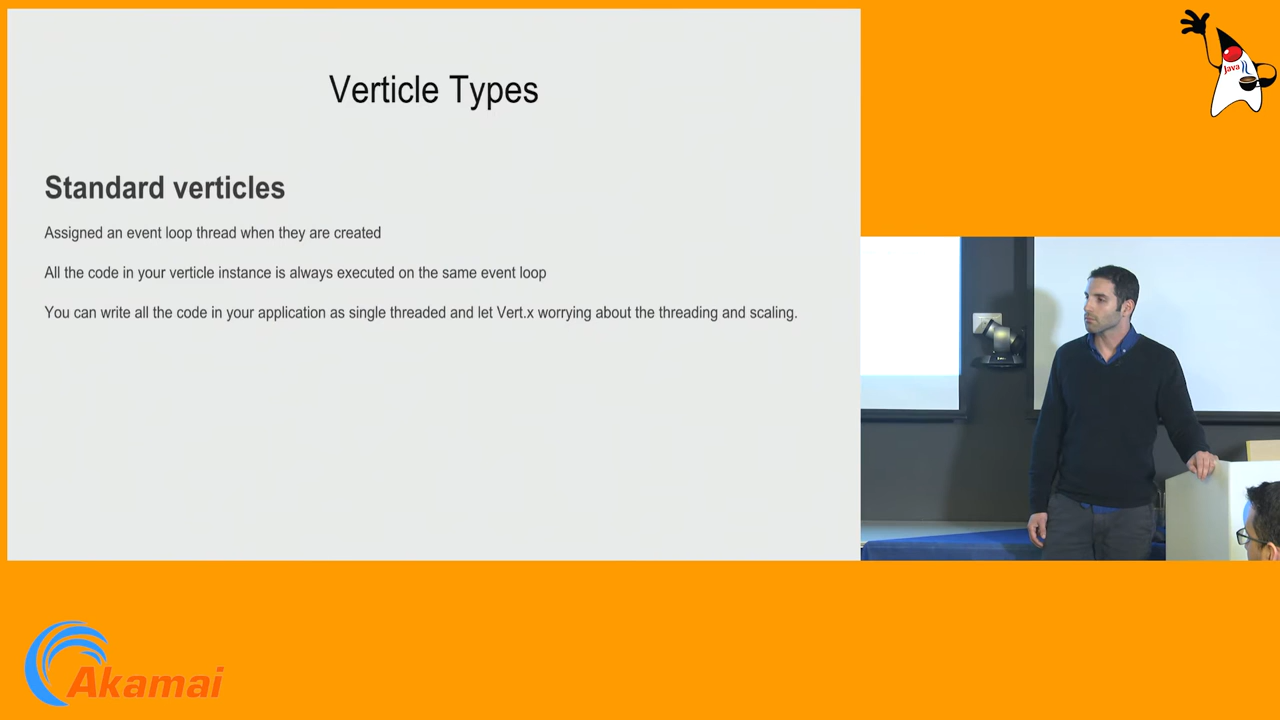 Verticle Types
Standard verticles
Assigned an event loop thread when they are created
All the code in your verticle instance is always executed on the same event loop
You can write all the code in your application as single threaded and let Vert.x worrying about the threading and scaling.
Java
Akamai